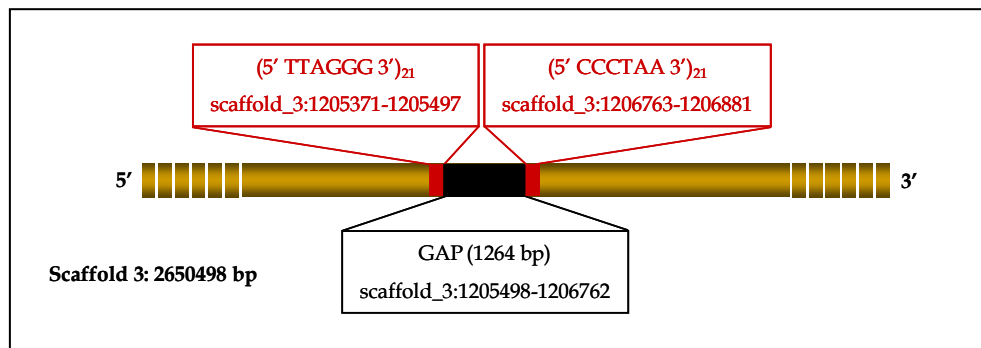 (5′ TTAGGG 3′)21
scaffold_3:1205371-1205497
(5′ CCCTAA 3′)21
scaffold_3:1206763-1206881
5′
3′
GAP (1264 bp)
scaffold_3:1205498-1206762
Scaffold 3: 2650498 bp